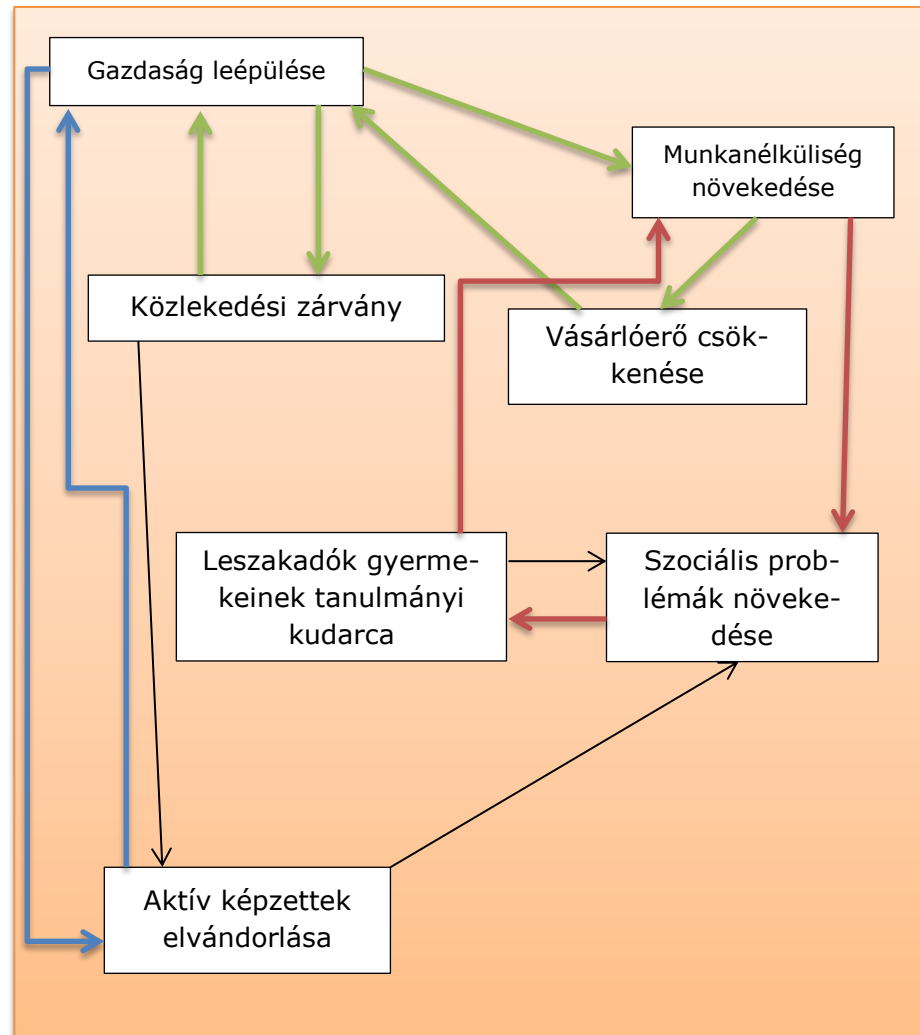 Gazdaság leépülése
Munkanélküliség
növekedése
Közlekedési zárvány
Vásárlóerő csök-
kenése
Leszakadók gyerme-
keinek tanulmányi
kudarca
Szociális prob-
lémák növeke-
dése
Aktív képzettek
elvándorlása